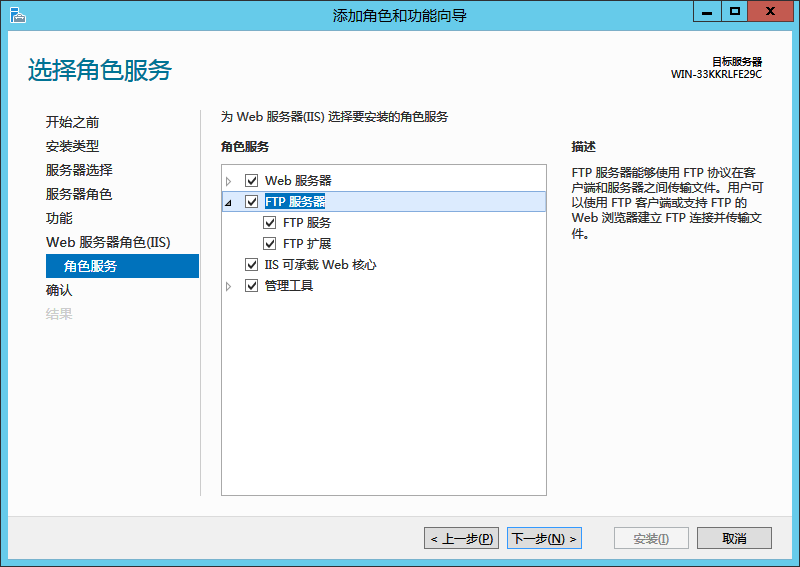 添加角色和功能向导
选择角色服务
目标服务器
WIN-33KKRLFE29C
开始之前
安装类型
服务器选择
服务器角色
功能
Web 服务器角色(IIS)
角色服务
确认
结果
为 Web 服务器(IIS) 选择要安装的角色服务
角色服务
Web 服务器
FTP 服务器
FTP 服务
FTP 扩展
IIS 可承载 Web 核心
管理工具
描述
FTP 服务器能够使用 FTP 协议在客
户端和服务器之间传输文件。用户可
以使用 FTP 客户端或支持 FTP 的
Web 浏览器建立 FTP 连接并传输文
件。
< 上一步(P)
下一步(N) >
安装(I)
取消